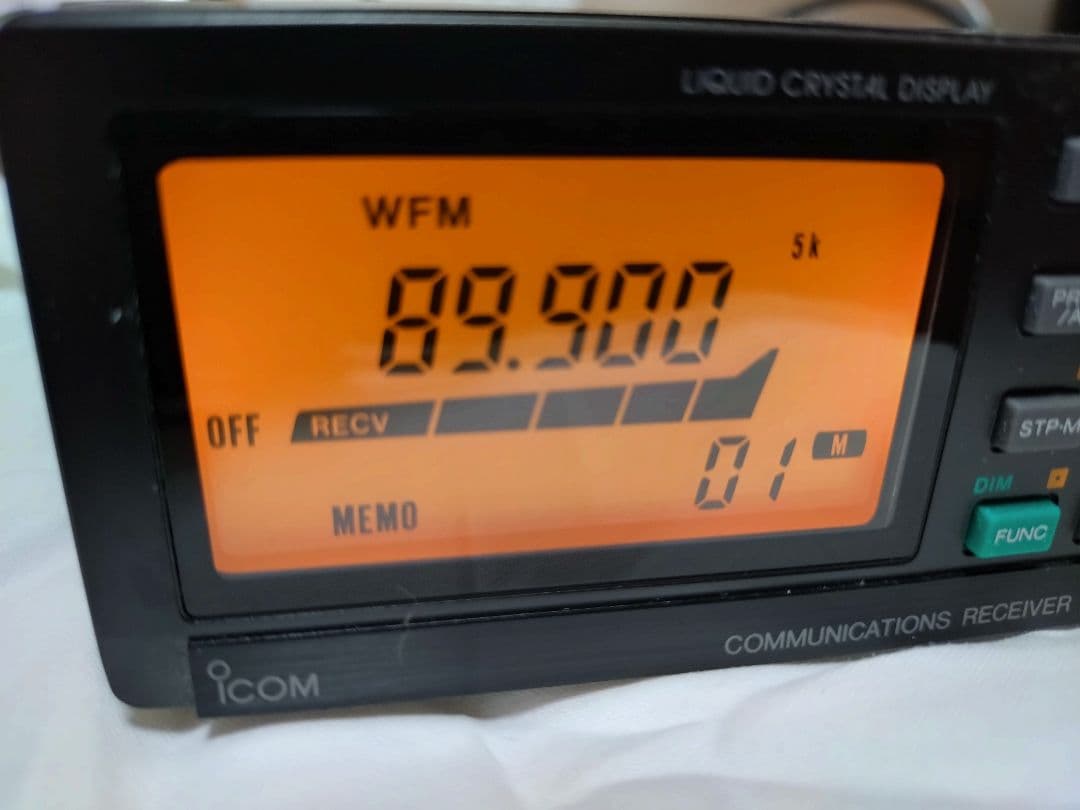 LIQUID CRYSTAL DISPLAY
WFM
5k
89.900
OFF RECV
01 M
MEMO
STP·M
DIM
FUNC
COMMUNICATIONS RECEIVER
ICOM